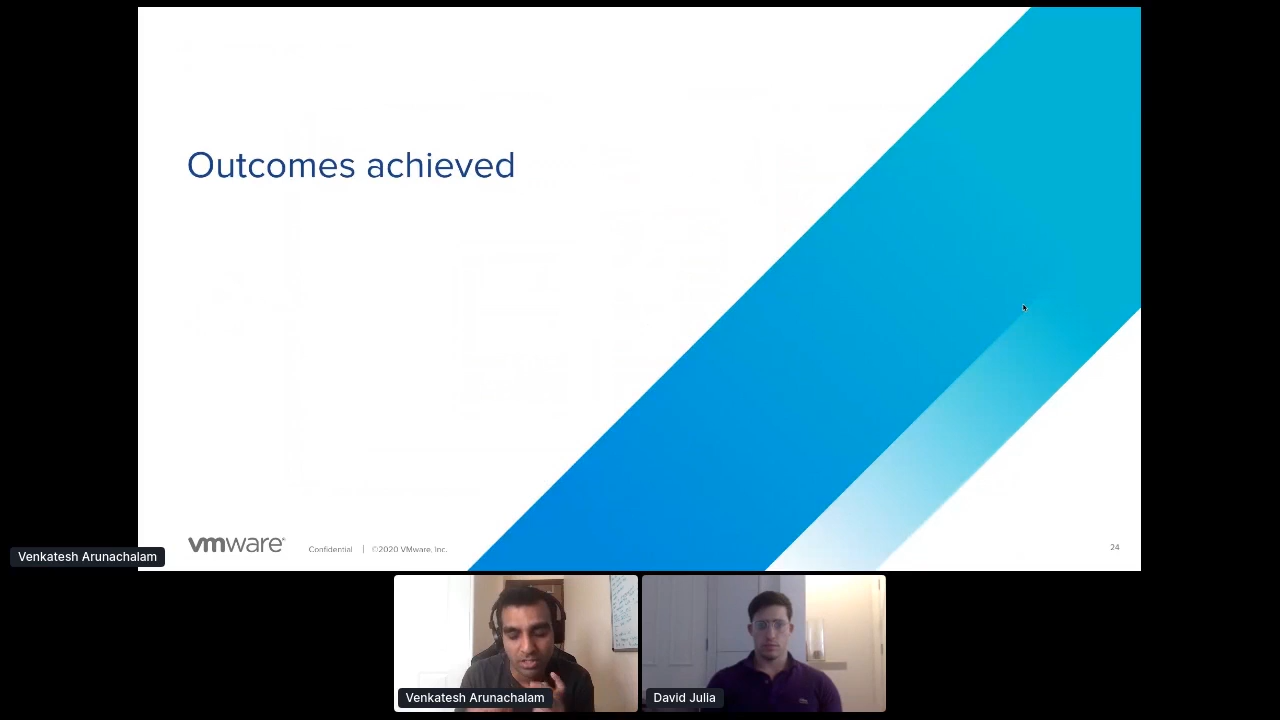 Outcomes achieved
vmware®
Confidential | ©2020 VMware, Inc.
24
Venkatesh Arunachalam
Venkatesh Arunachalam
David Julia